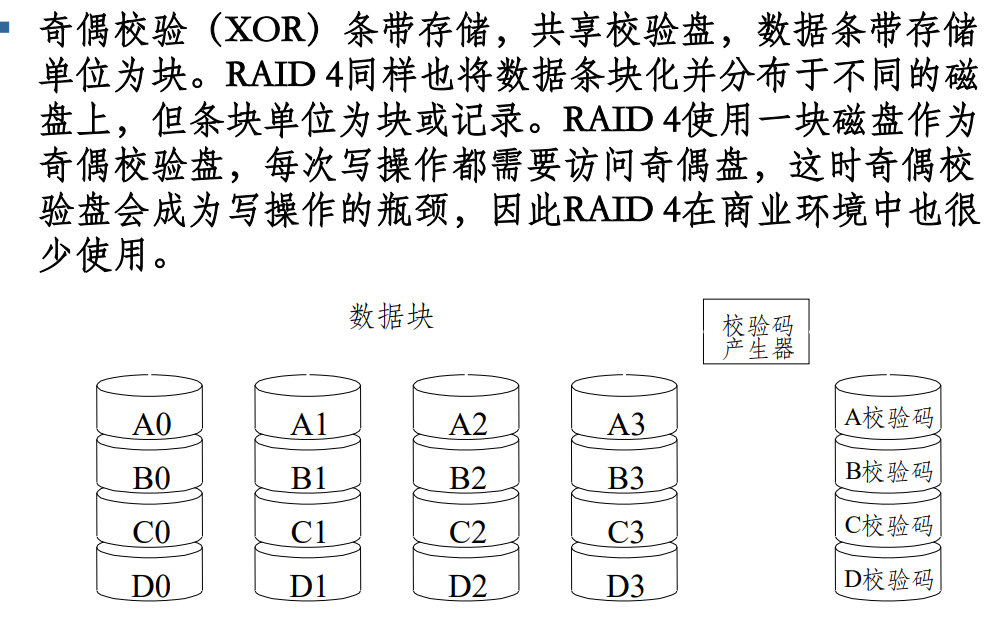 奇偶校验（XOR）条带存储，共享校验盘，数据条带存储
单位为块。RAID 4同样也将数据条块化并分布于不同的磁
盘上，但条块单位为块或记录。RAID 4使用一块磁盘作为
奇偶校验盘，每次写操作都需要访问奇偶盘，这时奇偶校
验盘会成为写操作的瓶颈，因此RAID 4在商业环境中也很
少使用。
数据块
校验码
产生器
A0 A1 A2 A3 A校验码
B0 B1 B2 B3 B校验码
C0 C1 C2 C3 C校验码
D0 D1 D2 D3 D校验码